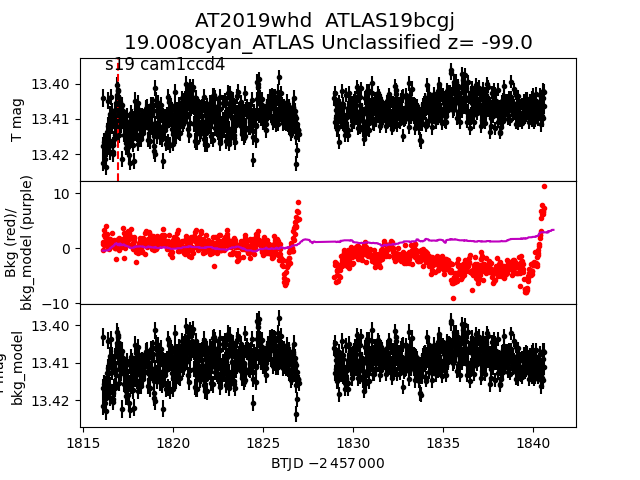 AT2019whd  ATLAS19bcgj
19.008cyan_ATLAS Unclassified z= -99.0
s19 cam1ccd4
13.40
13.41
13.42
T mag
10
0
−10
Bkg (red)/
bkg_model (purple)
13.40
13.41
13.42
bkg_model
1815
1820
1825
1830
1835
1840
BTJD −2 457 000